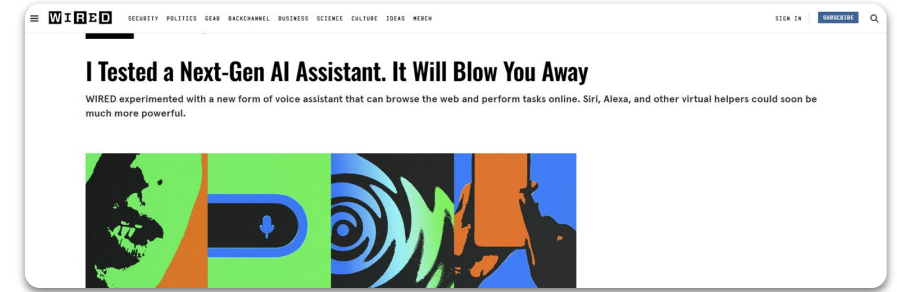 WIRED
SECURITY POLITICS GEAR BACKCHANNEL BUSINESS SCIENCE CULTURE IDEAS MERCH
SIGN IN SUBSCRIBE
I Tested a Next-Gen AI Assistant. It Will Blow You Away
WIRED experimented with a new form of voice assistant that can browse the web and perform tasks online. Siri, Alexa, and other virtual helpers could soon be
much more powerful.